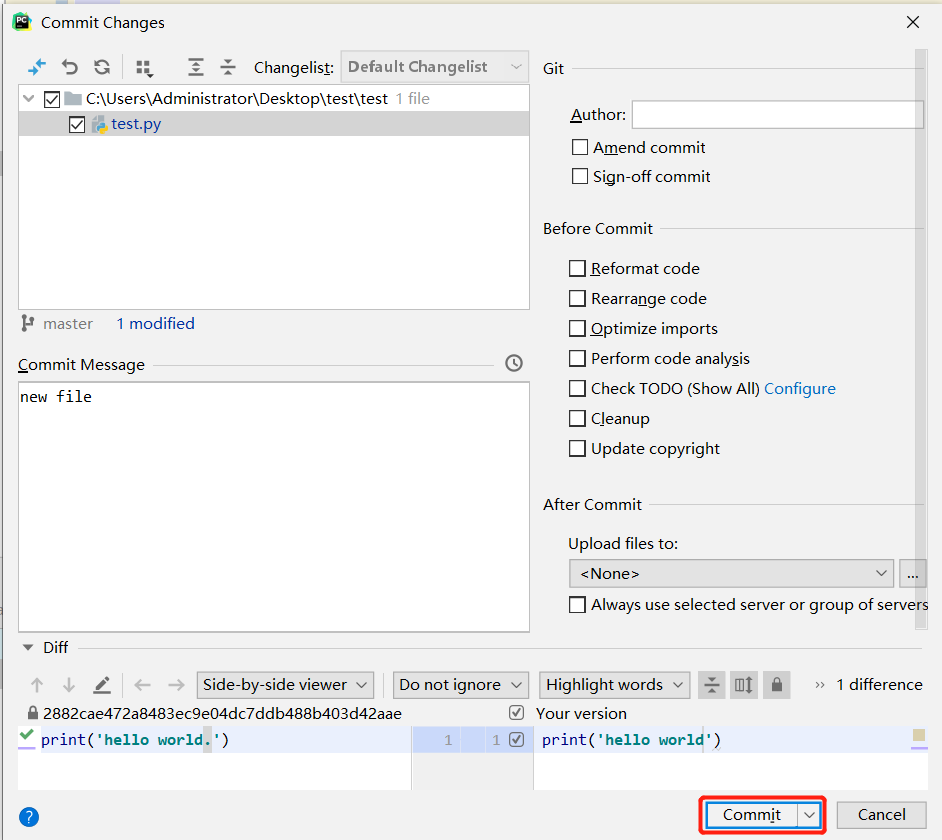 Commit Changes
Changelist: Default Changelist
C:\Users\Administrator\Desktop\test\test 1 file
test.py
master 1 modified
Commit Message
new file
Git
Author:
Amend commit
Sign-off commit
Before Commit
Reformat code
Rearrange code
Optimize imports
Perform code analysis
Check TODO (Show All) Configure
Cleanup
Update copyright
After Commit
Upload files to:
<None>
...
Always use selected server or group of servers
Diff
Side-by-side viewer Do not ignore Highlight words 1 difference
2882cae472a8483ec9e04dc7ddb488b403d42aae Your version
print('hello world.') 1 1 print('hello world')
? Commit Cancel